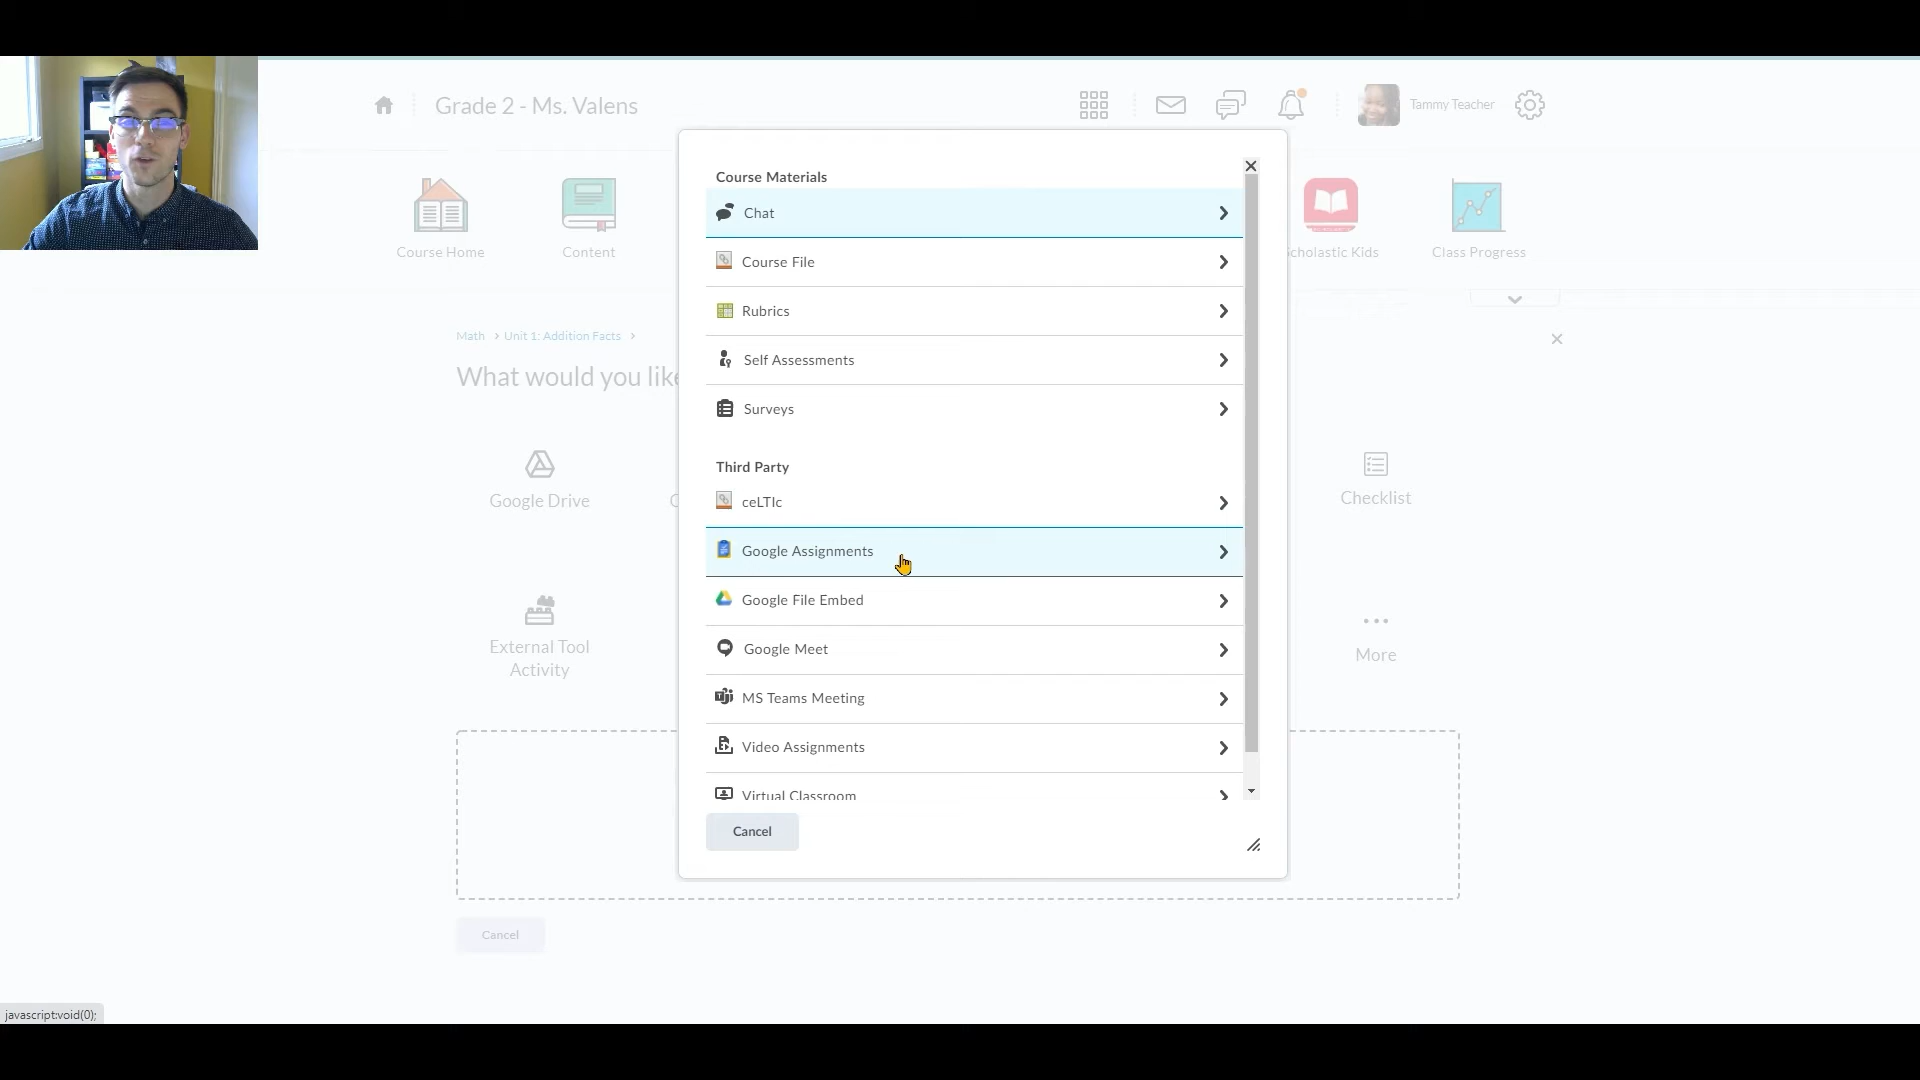 Grade 2 - Ms. Valens
Tammy Teacher
Course Home
Content
Scholastic Kids
Class Progress
Math
Unit 1: Addition Facts
What would you like
Google Drive
Checklist
External Tool
Activity
More
Cancel
Course Materials
Chat
Course File
Rubrics
Self Assessments
Surveys
Third Party
ceLTIc
Google Assignments
Google File Embed
Google Meet
MS Teams Meeting
Video Assignments
Virtual Classroom
Cancel
javascript:void(0);